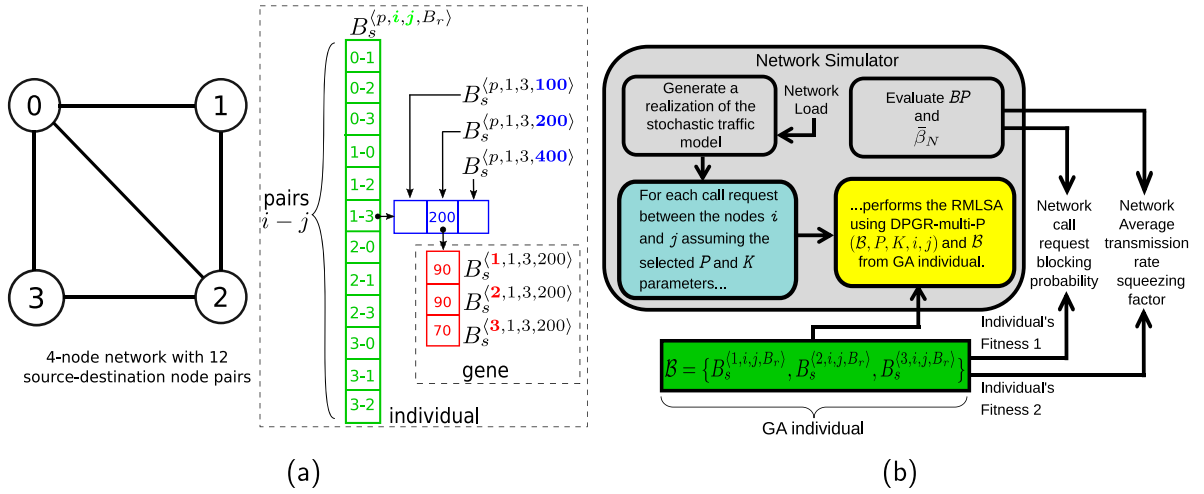 0
1
3
2
4-node network with 12
source-destination node pairs
B_s^{⟨p,i,j,B_r⟩}
0-1
0-2
0-3
1-0
1-2
1-3
2-0
2-1
2-3
3-0
3-1
3-2
pairs
i − j
B_s^{⟨p,1,3,100⟩}
B_s^{⟨p,1,3,200⟩}
B_s^{⟨p,1,3,400⟩}
200
90
90
70
B_s^{⟨1,1,3,200⟩}
B_s^{⟨2,1,3,200⟩}
B_s^{⟨3,1,3,200⟩}
gene
individual
(a)
Network Simulator
Generate a
realization of the
stochastic traffic
model
Network
Load
Evaluate BP
and
β̄_N
For each call request
between the nodes i
and j assuming the
selected P and K
parameters...
...performs the RMLSA
using DPGR-multi-P
(ℬ, P, K, i, j) and ℬ
from GA individual.
Network
call
request
blocking
probability
Network
Average
transmission
rate
squeezing
factor
Individual's
Fitness 1
ℬ = {B_s^{⟨1,i,j,B_r⟩}, B_s^{⟨2,i,j,B_r⟩}, B_s^{⟨3,i,j,B_r⟩}}
Individual's
Fitness 2
GA individual
(b)